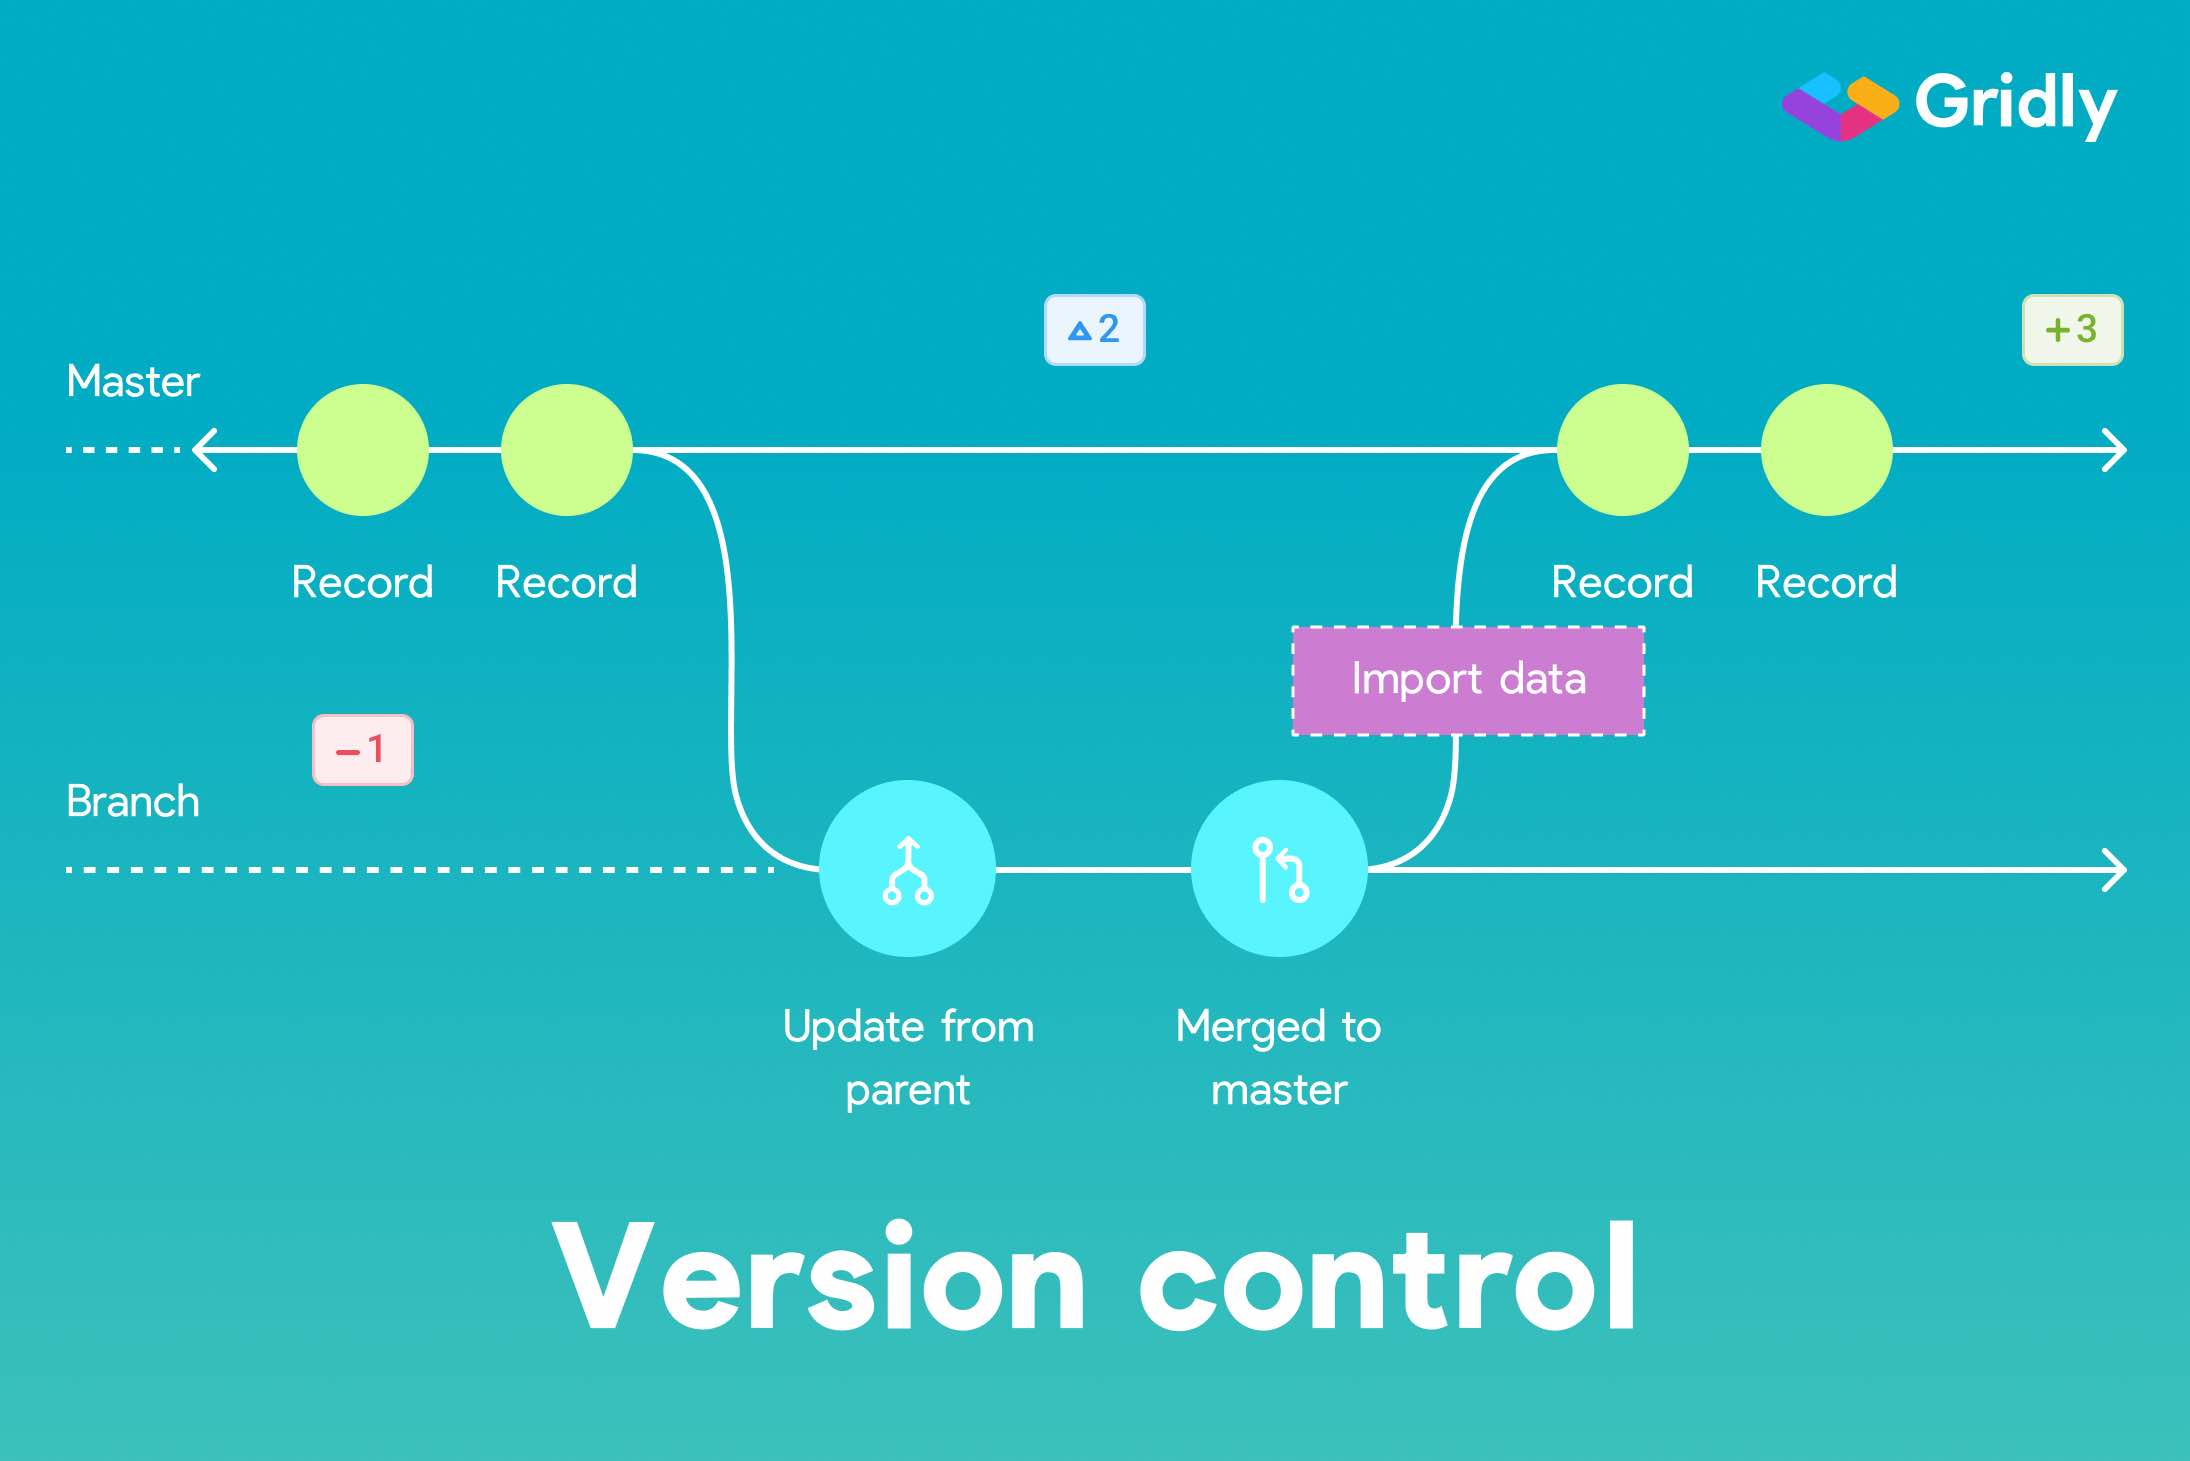 Gridly
△2
+3
Master
Record
Record
Record
Record
Import data
−1
Branch
Update from
parent
Merged to
master
Version control